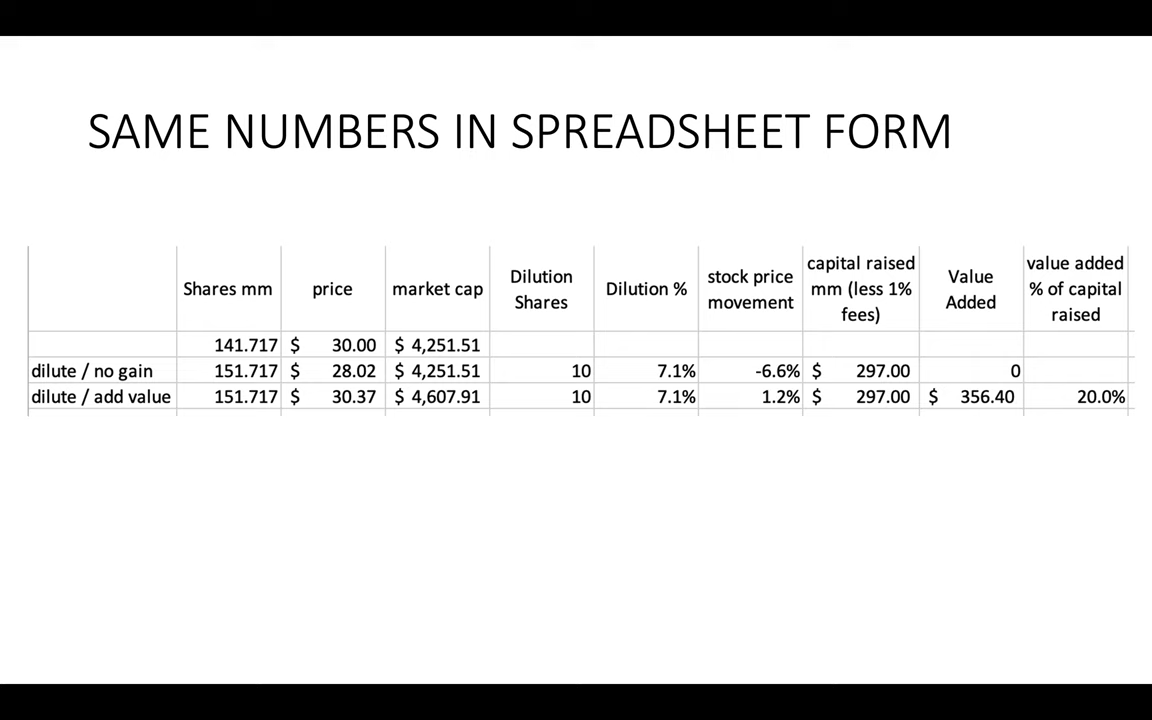 SAME NUMBERS IN SPREADSHEET FORM
Shares mm price market cap Dilution Shares Dilution % stock price movement capital raised mm (less 1% fees) Value Added value added % of capital raised
141.717 $ 30.00 $ 4,251.51
dilute / no gain 151.717 $ 28.02 $ 4,251.51 10 7.1% -6.6% $ 297.00 0
dilute / add value 151.717 $ 30.37 $ 4,607.91 10 7.1% 1.2% $ 297.00 $ 356.40 20.0%